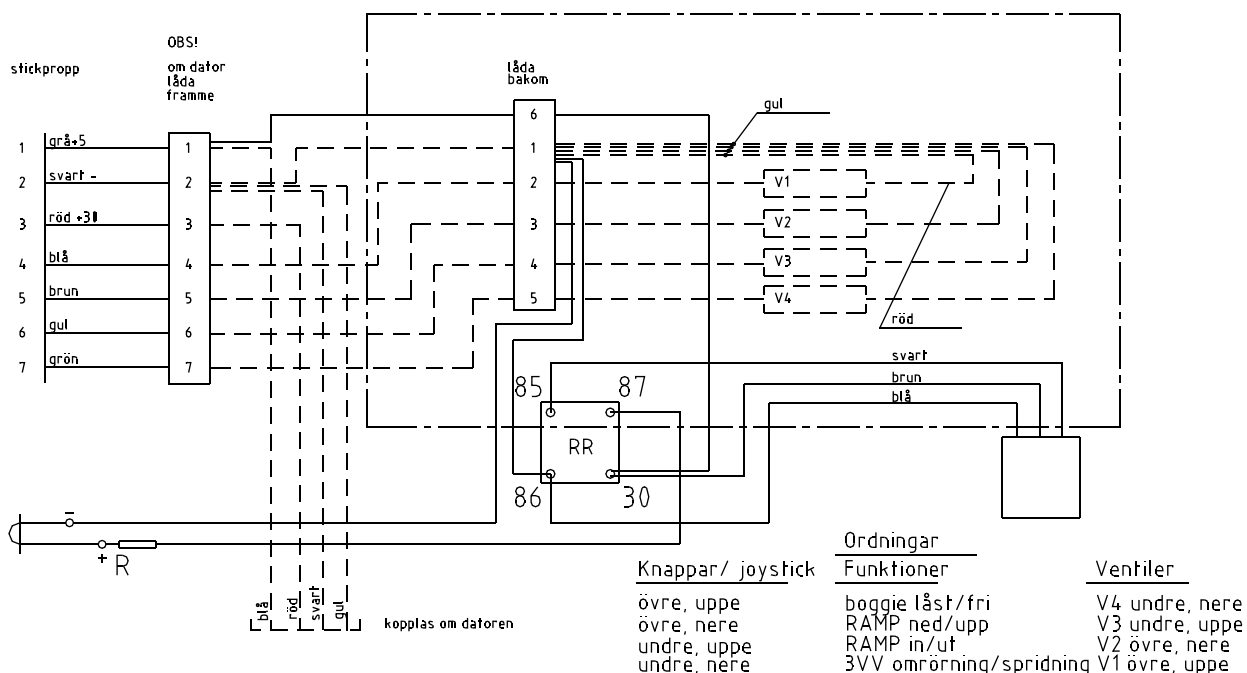 OBS!
om dator
låda
framme
stickpropp
låda
bakom
1 grå+5 1
2 svart - 2
3 röd +30 3
4 blå 4
5 brun 5
6 gul 6
7 grön 7
6
1
2
3
4
5
gul
V1
V2
V3
V4
röd
svart
brun
blå
85 87
RR
86 30
-
+ R
blå röd svart gul
kopplas om datoren
Ordningar
Knappar/ joystick Funktioner Ventiler
övre, uppe boggie låst/fri V4 undre, nere
övre, nere RAMP ned/upp V3 undre, uppe
undre, uppe RAMP in/ut V2 övre, nere
undre, nere 3VV omrörning/spridning V1 övre, uppe